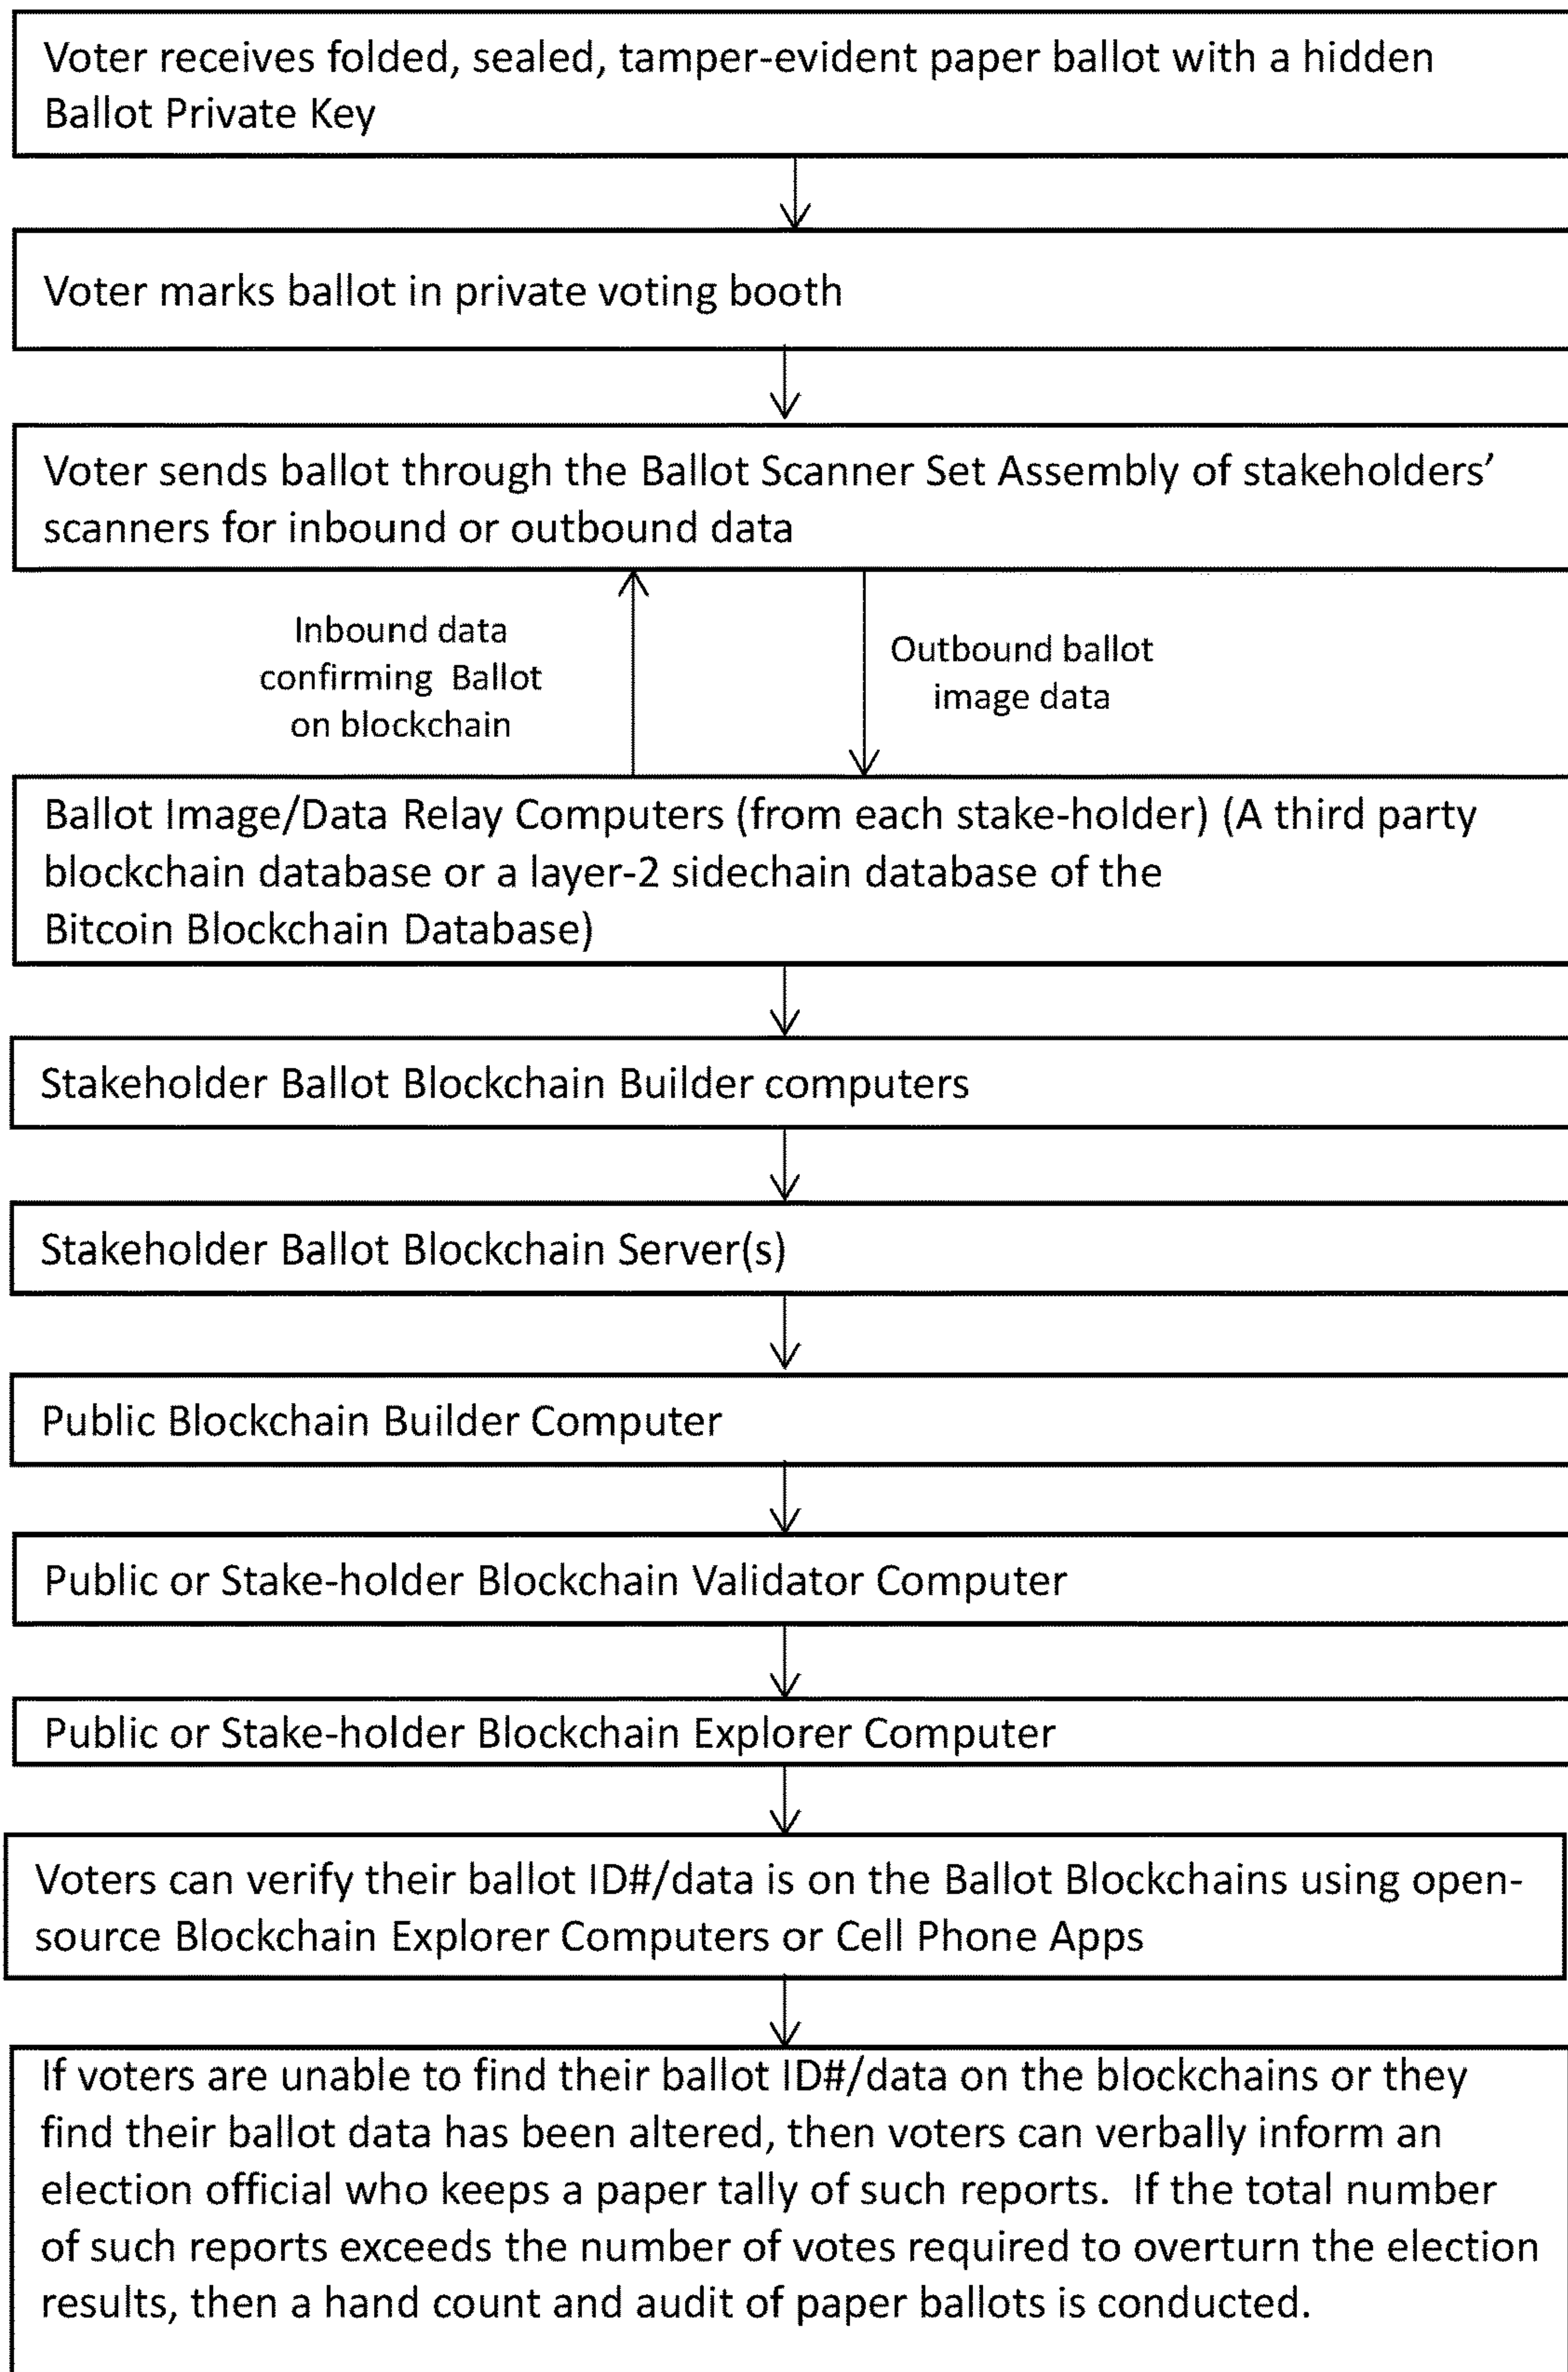 Voter receives folded, sealed, tamper-evident paper ballot with a hidden
Ballot Private Key
Voter marks ballot in private voting booth
Voter sends ballot through the Ballot Scanner Set Assembly of stakeholders’
scanners for inbound or outbound data
Inbound data
confirming Ballot
on blockchain
Outbound ballot
image data
Ballot Image/Data Relay Computers (from each stake-holder) (A third party
blockchain database or a layer-2 sidechain database of the
Bitcoin Blockchain Database)
Stakeholder Ballot Blockchain Builder computers
Stakeholder Ballot Blockchain Server(s)
Public Blockchain Builder Computer
Public or Stake-holder Blockchain Validator Computer
Public or Stake-holder Blockchain Explorer Computer
Voters can verify their ballot ID#/data is on the Ballot Blockchains using open-
source Blockchain Explorer Computers or Cell Phone Apps
If voters are unable to find their ballot ID#/data on the blockchains or they
find their ballot data has been altered, then voters can verbally inform an
election official who keeps a paper tally of such reports.  If the total number
of such reports exceeds the number of votes required to overturn the election
results, then a hand count and audit of paper ballots is conducted.